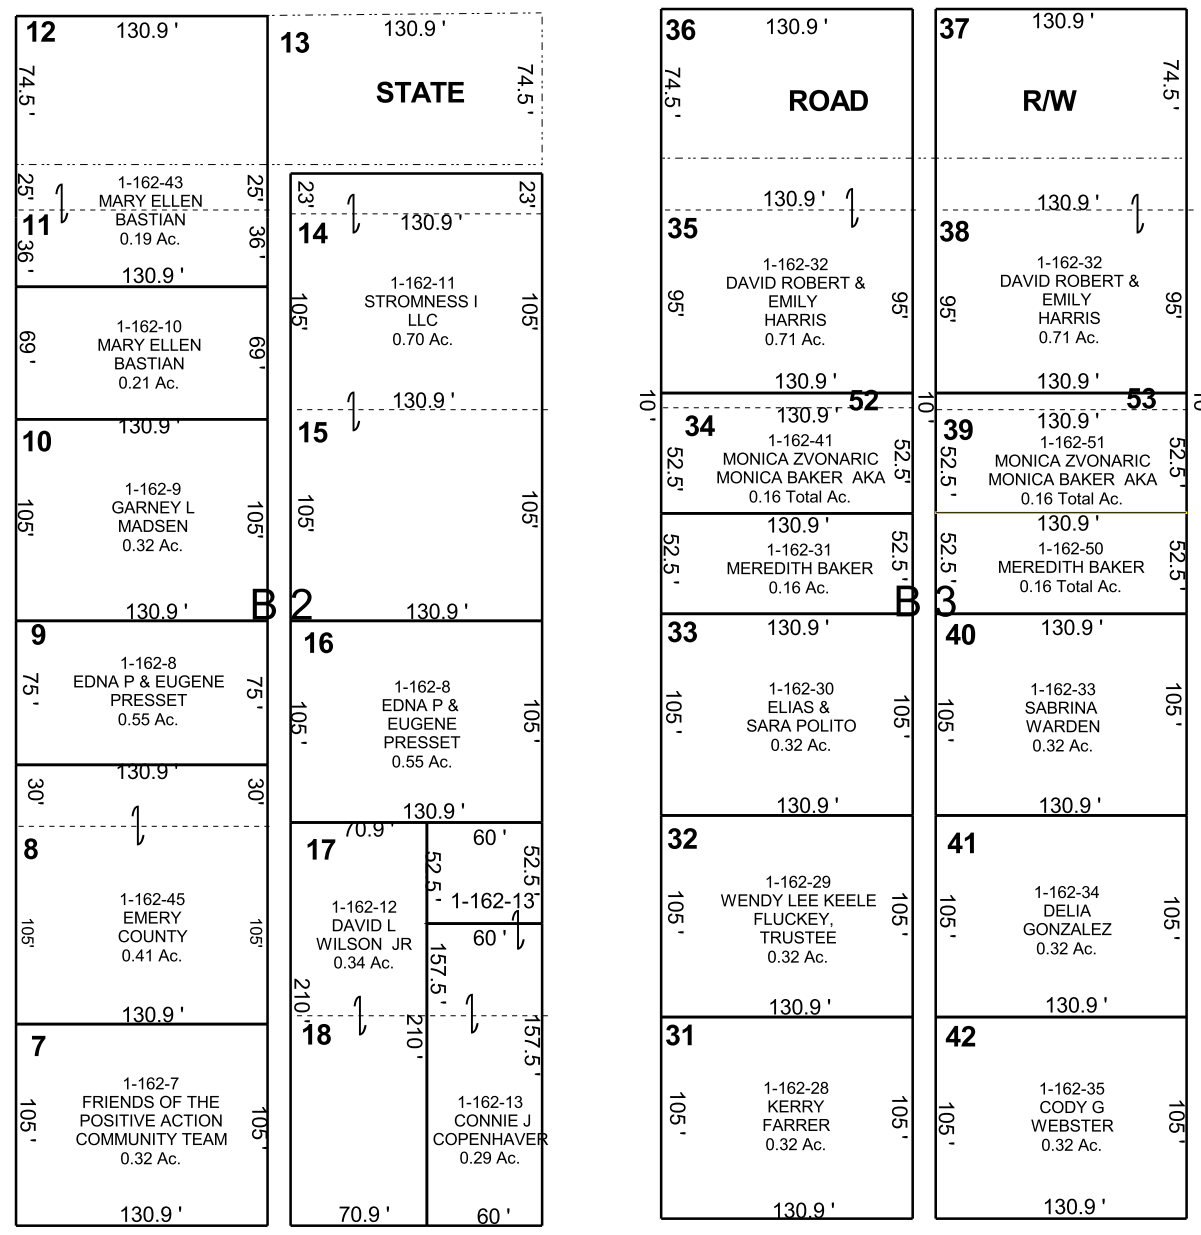 12
130.9 '
74.5 '
13
130.9 '
74.5 '
STATE
25'
1-162-43
MARY ELLEN
BASTIAN
0.19 Ac.
25'
11
36 '
36 '
130.9 '
1-162-10
MARY ELLEN
BASTIAN
0.21 Ac.
69 '
69 '
130.9 '
10
1-162-9
GARNEY L
MADSEN
0.32 Ac.
105'
105'
130.9 '
B 2
9
1-162-8
EDNA P & EUGENE
PRESSET
0.55 Ac.
75 '
75 '
130.9 '
30'
30'
8
1-162-45
EMERY
COUNTY
0.41 Ac.
105'
105'
130.9 '
7
1-162-7
FRIENDS OF THE
POSITIVE ACTION
COMMUNITY TEAM
0.32 Ac.
105 '
105 '
130.9 '
23'
23'
130.9 '
14
1-162-11
STROMNESS I
LLC
0.70 Ac.
105'
105'
130.9 '
15
105'
105'
130.9 '
16
1-162-8
EDNA P &
EUGENE
PRESSET
0.55 Ac.
105 '
105 '
130.9 '
70.9 '
60 '
17
52.5 '
52.5 '
1-162-13
60 '
1-162-12
DAVID L
WILSON JR
0.34 Ac.
157.5 '
210 '
210 '
157.5 '
18
1-162-13
CONNIE J
COPENHAVER
0.29 Ac.
70.9 '
60 '
36
130.9 '
74.5 '
ROAD
37
130.9 '
74.5 '
R/W
130.9 '
35
1-162-32
DAVID ROBERT &
EMILY
HARRIS
0.71 Ac.
95'
95'
130.9 '
130.9 '
38
1-162-32
DAVID ROBERT &
EMILY
HARRIS
0.71 Ac.
95'
95'
130.9 '
10 '
52
10 '
53
130.9 '
34
1-162-41
MONICA ZVONARIC
MONICA BAKER AKA
0.16 Total Ac.
52.5'
52.5'
130.9 '
39
1-162-51
MONICA ZVONARIC
MONICA BAKER AKA
0.16 Total Ac.
52.5'
52.5'
130.9 '
1-162-31
MEREDITH BAKER
0.16 Ac.
52.5 '
52.5 '
130.9 '
1-162-50
MEREDITH BAKER
0.16 Total Ac.
52.5'
52.5'
B 3
130.9 '
33
1-162-30
ELIAS &
SARA POLITO
0.32 Ac.
105 '
105 '
130.9 '
130.9 '
40
1-162-33
SABRINA
WARDEN
0.32 Ac.
105 '
105 '
130.9 '
32
1-162-29
WENDY LEE KEELE
FLUCKEY,
TRUSTEE
0.32 Ac.
105 '
105 '
130.9 '
41
1-162-34
DELIA
GONZALEZ
0.32 Ac.
105 '
105 '
130.9 '
31
1-162-28
KERRY
FARRER
0.32 Ac.
105 '
105 '
130.9 '
42
1-162-35
CODY G
WEBSTER
0.32 Ac.
105 '
105 '
130.9 '